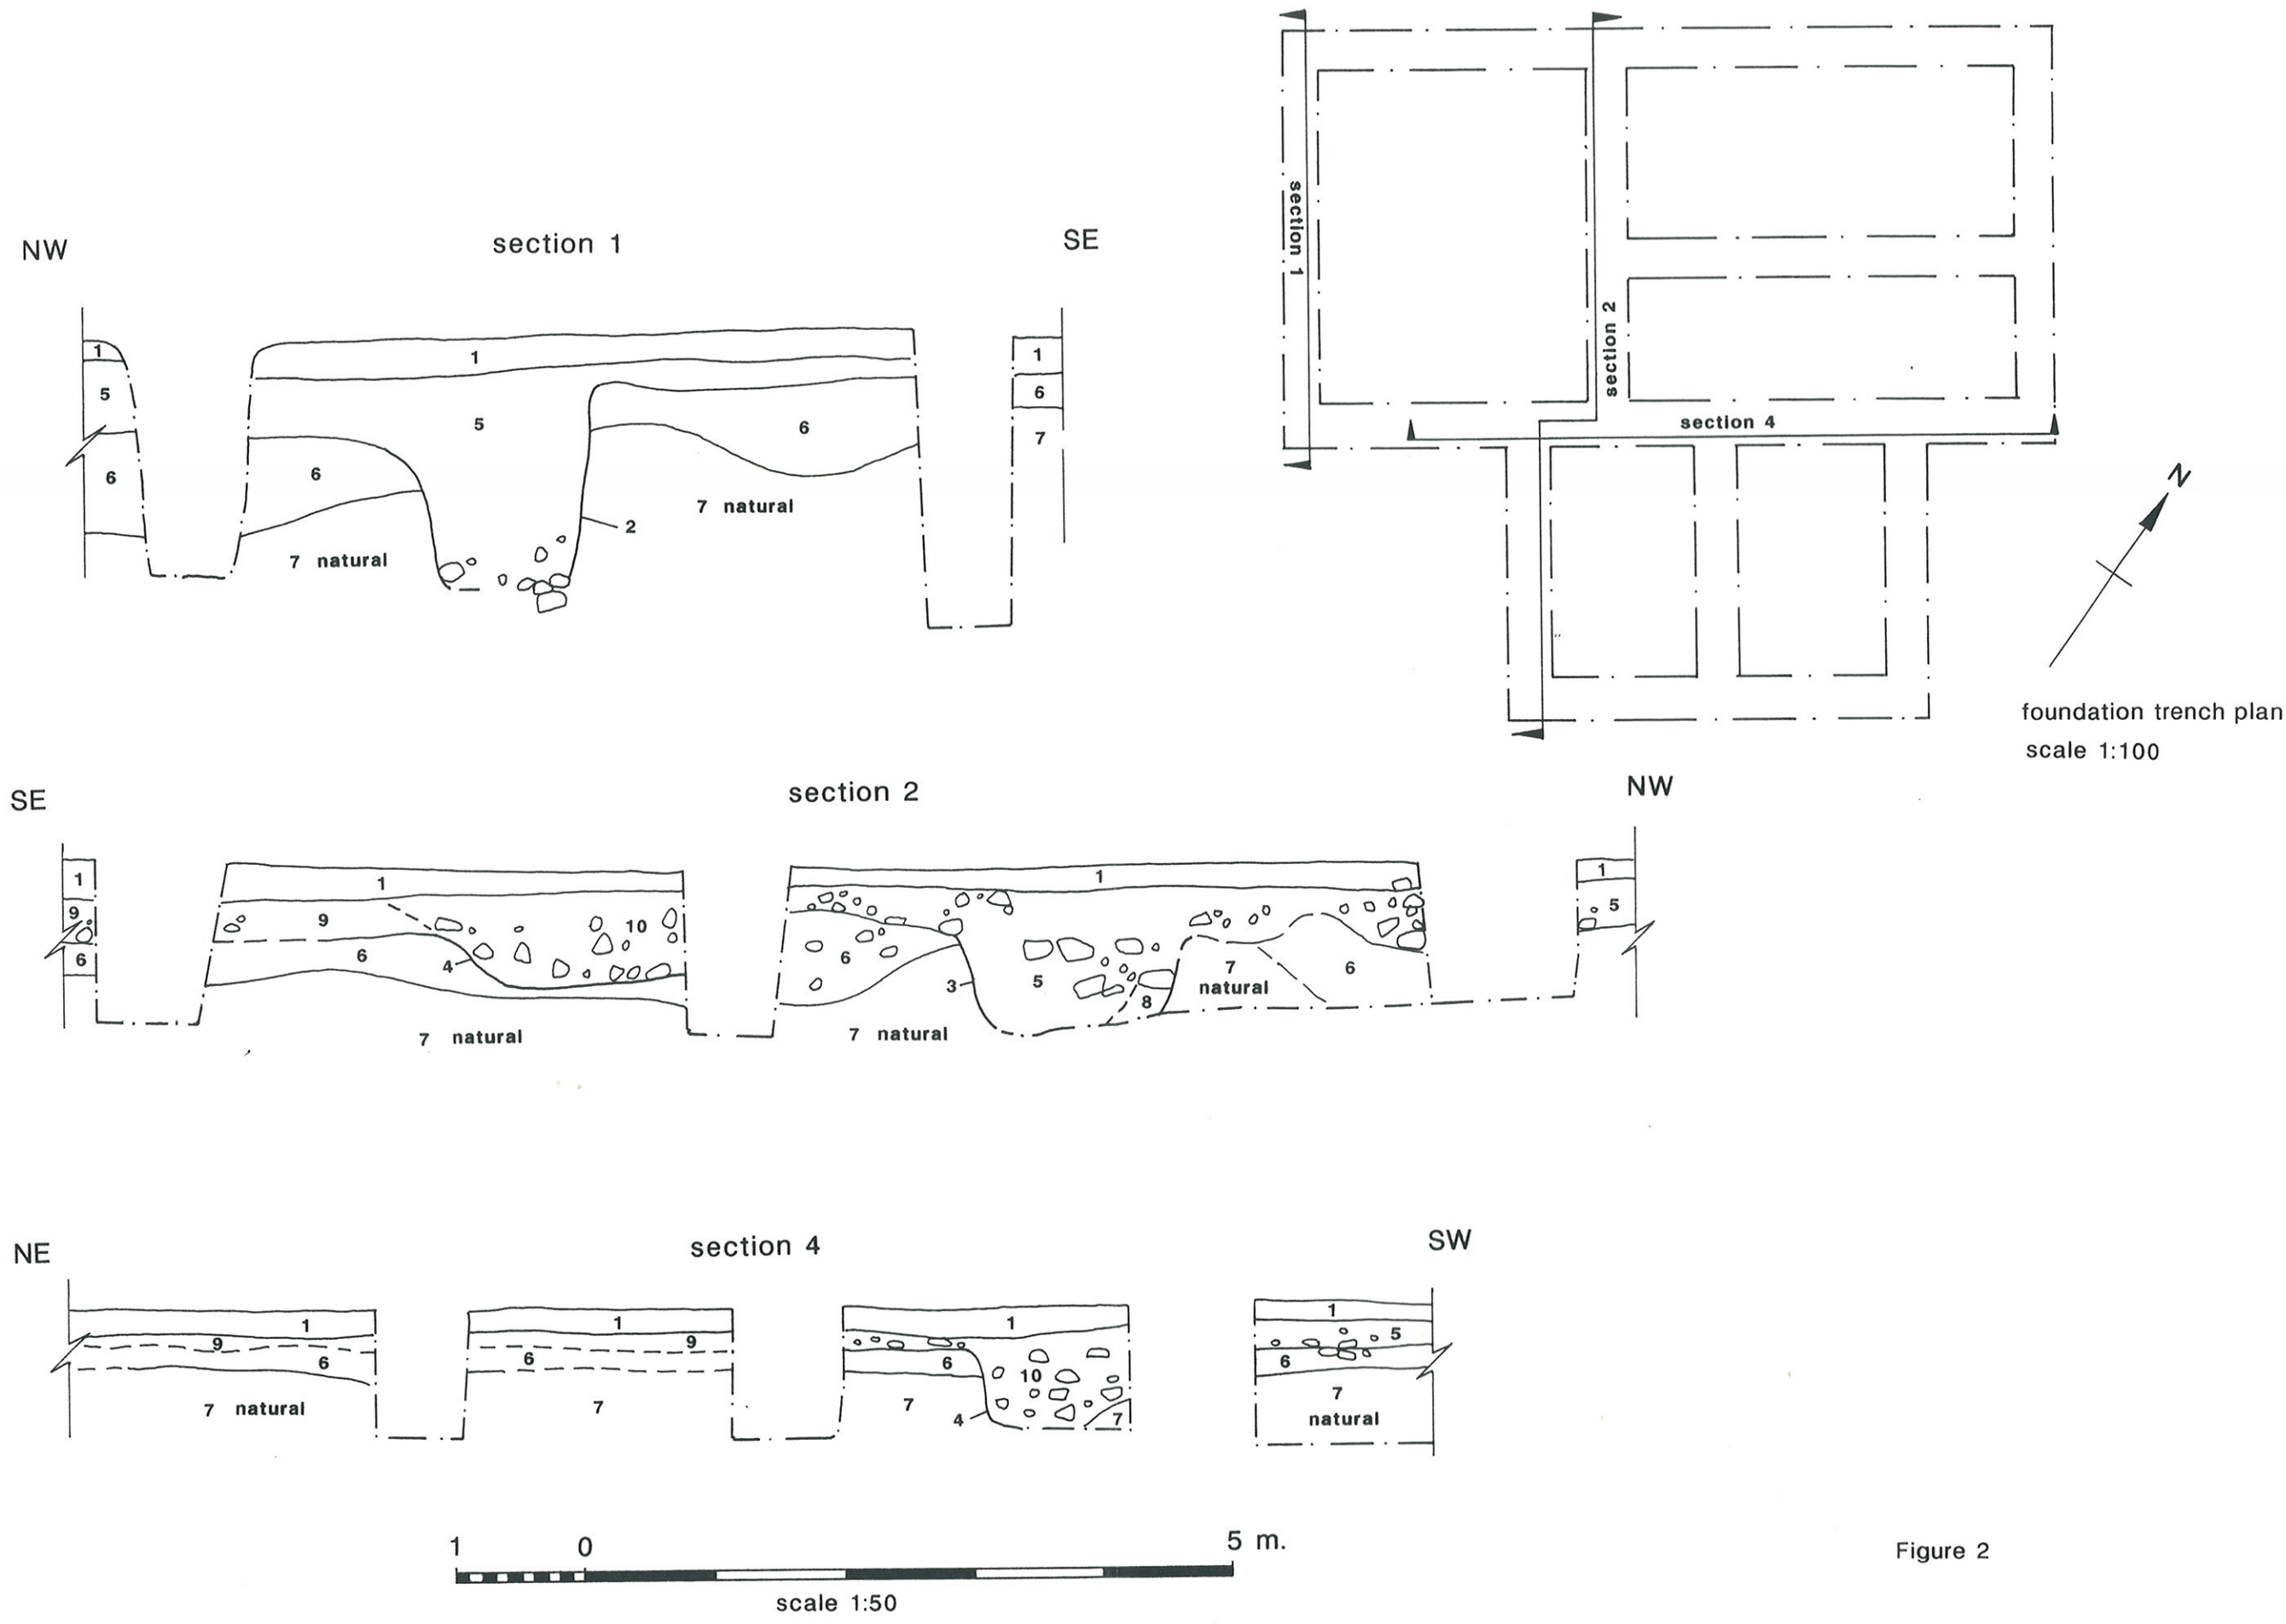 NW section 1 SE
1
5
6
1
5
6
7 natural
6
7 natural
2
1
6
7
section 1
section 2
section 4
N
foundation trench plan
scale 1:100
SE section 2 NW
1
9
6
1
9
10
6
4
7 natural
1
6
3
5
8
7
natural
6
7 natural
1
5
NE section 4 SW
1
9
6
7 natural
1
9
6
7
1
6
10
7
4
7
1
5
6
7
natural
1 0 5 m.
scale 1:50
Figure 2